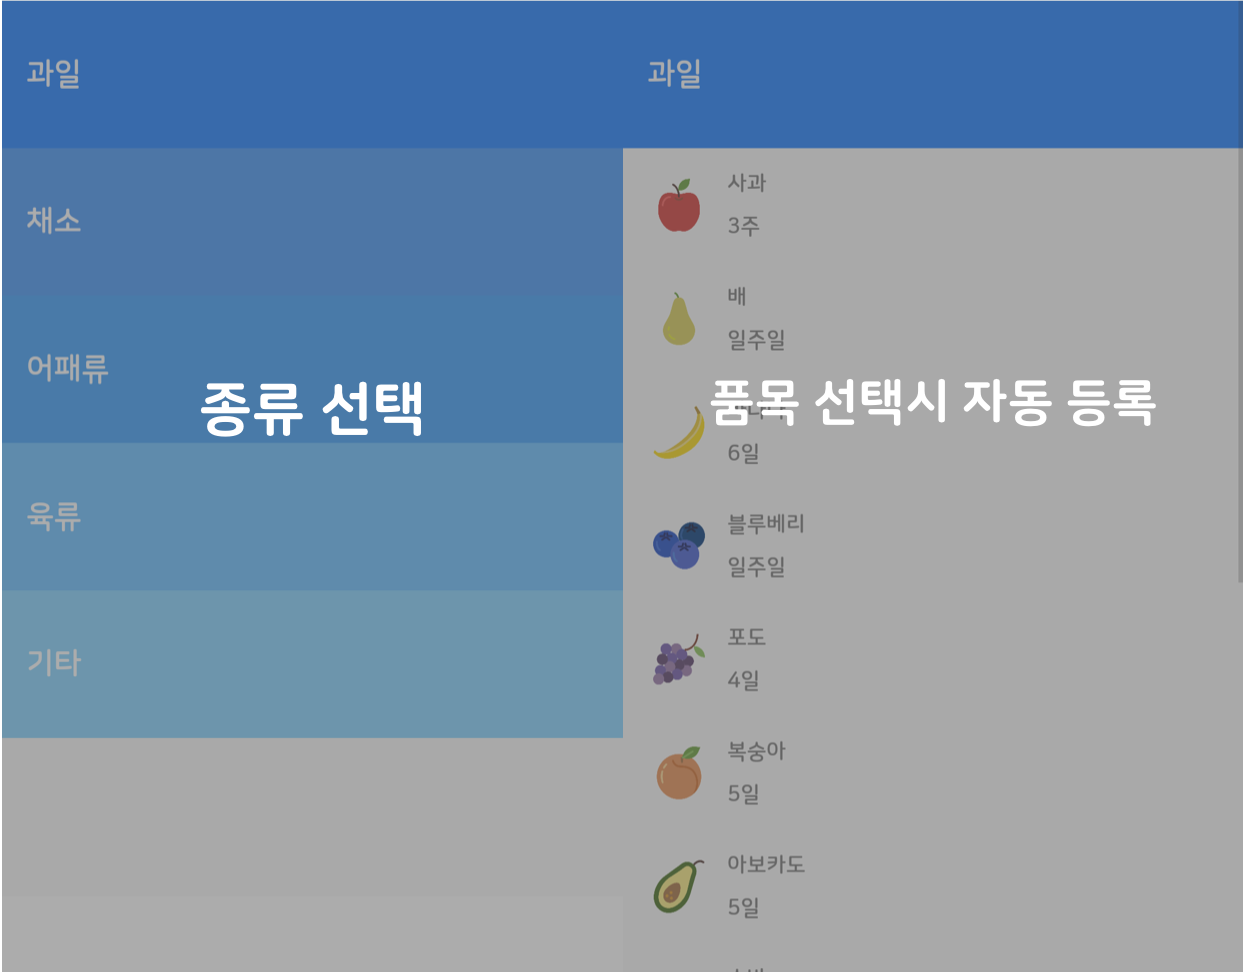 과일
채소
어패류
육류
기타
종류 선택
과일
사과
3주
배
일주일
품목 선택시 자동 등록
6일
블루베리
일주일
포도
4일
복숭아
5일
아보카도
5일